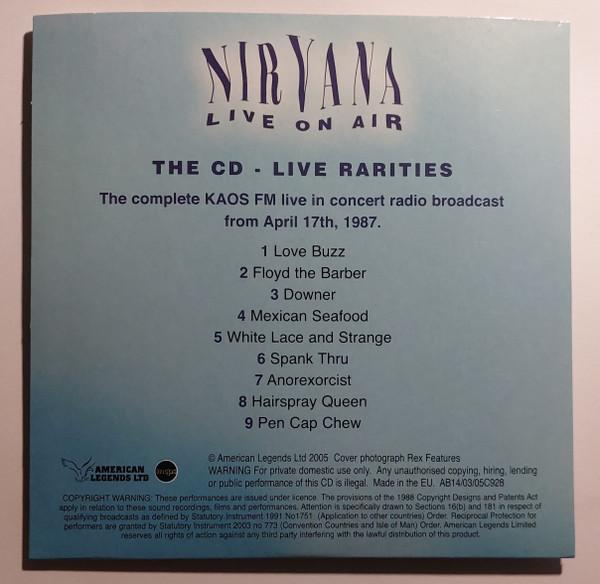 NIRVANA
LIVE ON AIR
THE CD - LIVE RARITIES
The complete KAOS FM live in concert radio broadcast
from April 17th, 1987.
1 Love Buzz
2 Floyd the Barber
3 Downer
4 Mexican Seafood
5 White Lace and Strange
6 Spank Thru
7 Anorexorcist
8 Hairspray Queen
9 Pen Cap Chew
AMERICAN
LEGENDS LTD
mcps
© American Legends Ltd 2005 Cover photograph Rex Features
WARNING For private domestic use only. Any unauthorised copying, hiring, lending
or public performance of this CD is illegal. Made in the EU. AB14/03/05C928
COPYRIGHT WARNING: These performances are issued under licence. The provisions of the 1988 Copyright Designs and Patents Act
apply in relation to these sound recordings, films and performances. Attention is specifically drawn to Sections 16(b) and 181 in respect of
qualifying broadcasts as defined by Statutory Instrument 1991 No1751 (Application to other countries) Order. Reciprocal Protection for
performers are granted by Statutory Instrument 2003 no 773 (Convention Countries and Isle of Man) Order. American Legends Limited
reserves all rights of action against any third party interfering with the lawful distribution of this product.